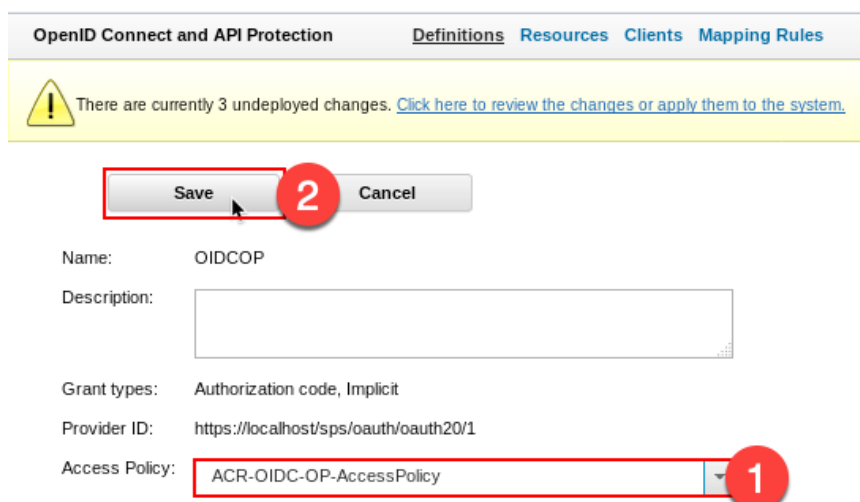 OpenID Connect and API Protection Definitions Resources Clients Mapping Rules
There are currently 3 undeployed changes. Click here to review the changes or apply them to the system.
Save 2 Cancel
Name: OIDCOP
Description:
Grant types: Authorization code, Implicit
Provider ID: https://localhost/sps/oauth/oauth20/1
Access Policy: ACR-OIDC-OP-AccessPolicy 1